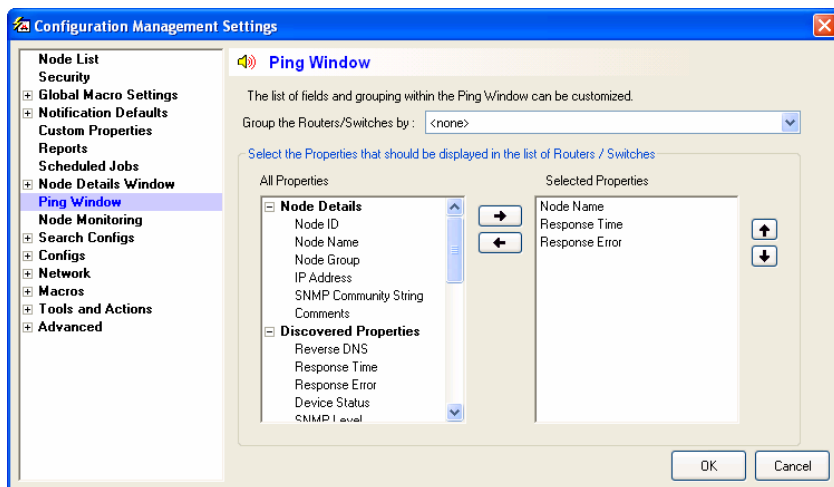 Configuration Management Settings
Node List
Security
Global Macro Settings
Notification Defaults
Custom Properties
Reports
Scheduled Jobs
Node Details Window
Ping Window
Node Monitoring
Search Configs
Configs
Network
Macros
Tools and Actions
Advanced
Ping Window
The list of fields and grouping within the Ping Window can be customized.
Group the Routers/Switches by : <none>
Select the Properties that should be displayed in the list of Routers / Switches
All Properties
Node Details
Node ID
Node Name
Node Group
IP Address
SNMP Community String
Comments
Discovered Properties
Reverse DNS
Response Time
Response Error
Device Status
SNMP Level
Selected Properties
Node Name
Response Time
Response Error
OK Cancel